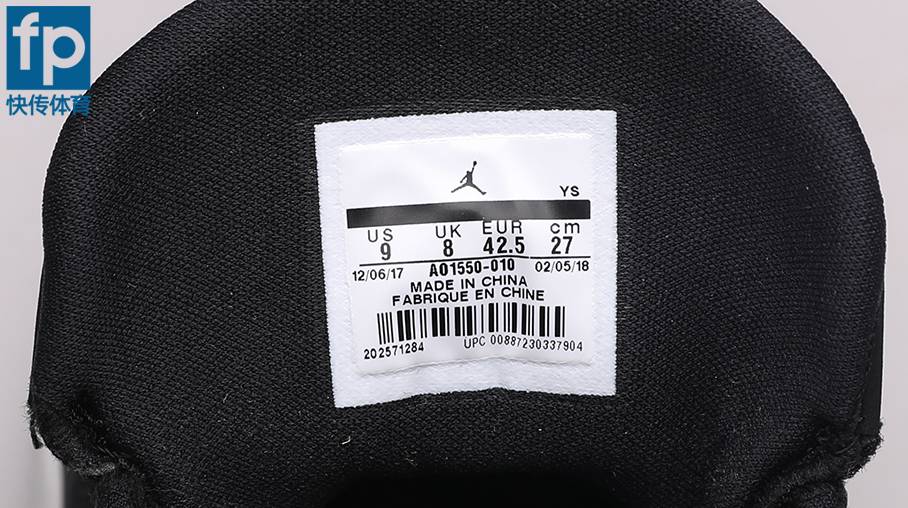 fp
快传体育
YS
US UK EUR cm
9 8 42.5 27
12/06/17 AO1550-010 02/05/18
MADE IN CHINA
FABRIQUE EN CHINE
202571284 UPC 00887230337904